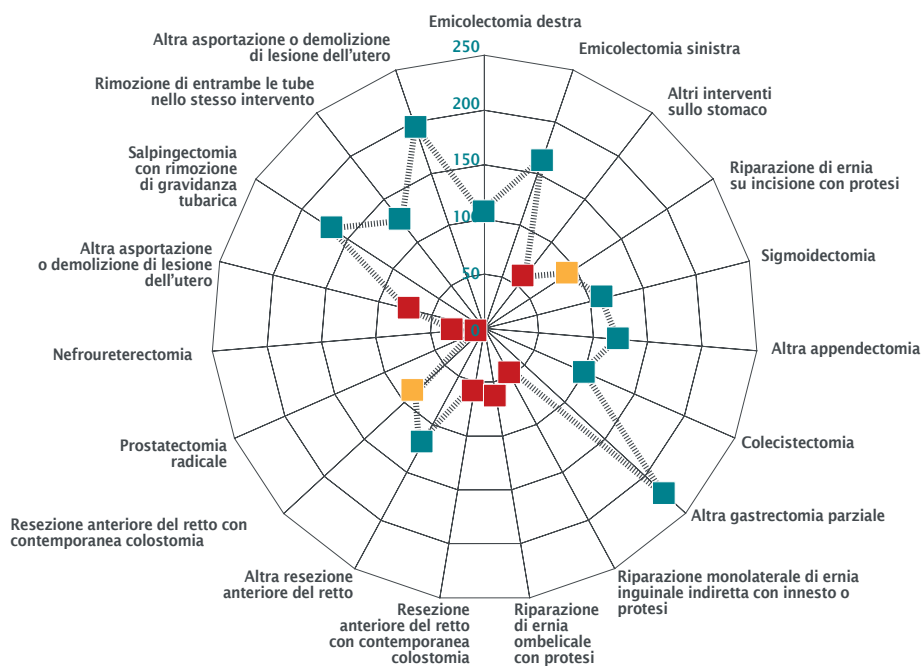 Emicolectomia destra
Emicolectomia sinistra
Altri interventi
sullo stomaco
Riparazione di ernia
su incisione con protesi
Sigmoidectomia
Altra appendectomia
Colecistectomia
Altra gastrectomia parziale
Riparazione monolaterale di ernia
inguinale indiretta con innesto o
protesi
Riparazione
di ernia
ombelicale
con protesi
Resezione
anteriore del retto
con contemporanea
colostomia
Altra resezione
anteriore del retto
Resezione anteriore del retto con
contemporanea colostomia
Prostatectomia
radicale
Nefroureterectomia
Altra asportazione
o demolizione di lesione
dell'utero
Salpingectomia
con rimozione
di gravidanza
tubarica
Rimozione di entrambe le tube
nello stesso intervento
Altra asportazione o demolizione
di lesione dell'utero
250
200
150
100
50
0